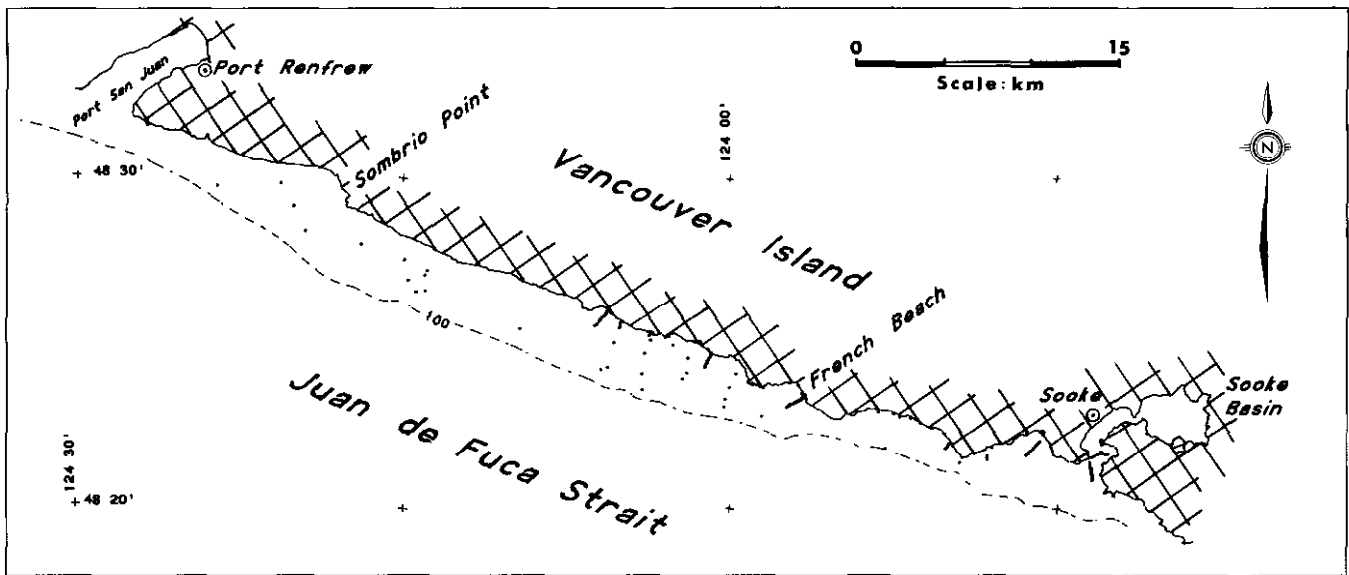 0 15
Scale: km
Port Renfrew
Port San Juan
Sombrio Point
124 00'
N
48 30'
Vancouver Island
100
French Beach
Juan de Fuca Strait
Sooke
Sooke
Basin
124 30'
48 20'